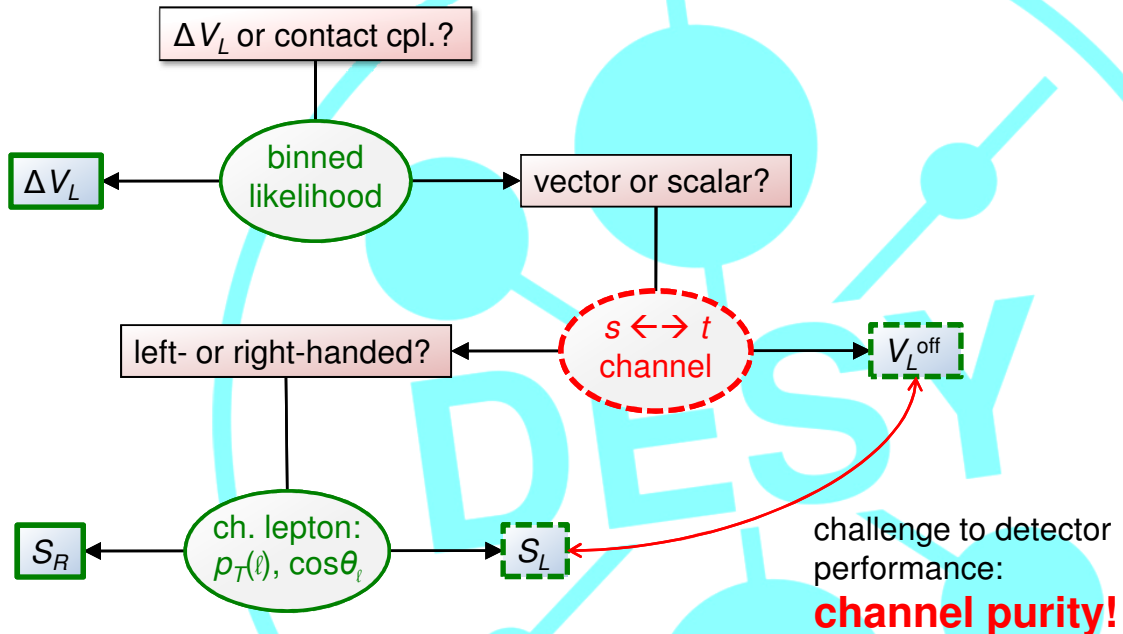 ΔV_L or contact cpl.?
binned
likelihood
ΔV_L
vector or scalar?
s ←→ t
channel
left- or right-handed?
V_L^off
ch. lepton:
p_T(ℓ), cosθ_ℓ
S_R
S_L
challenge to detector
performance:
channel purity!
DESY